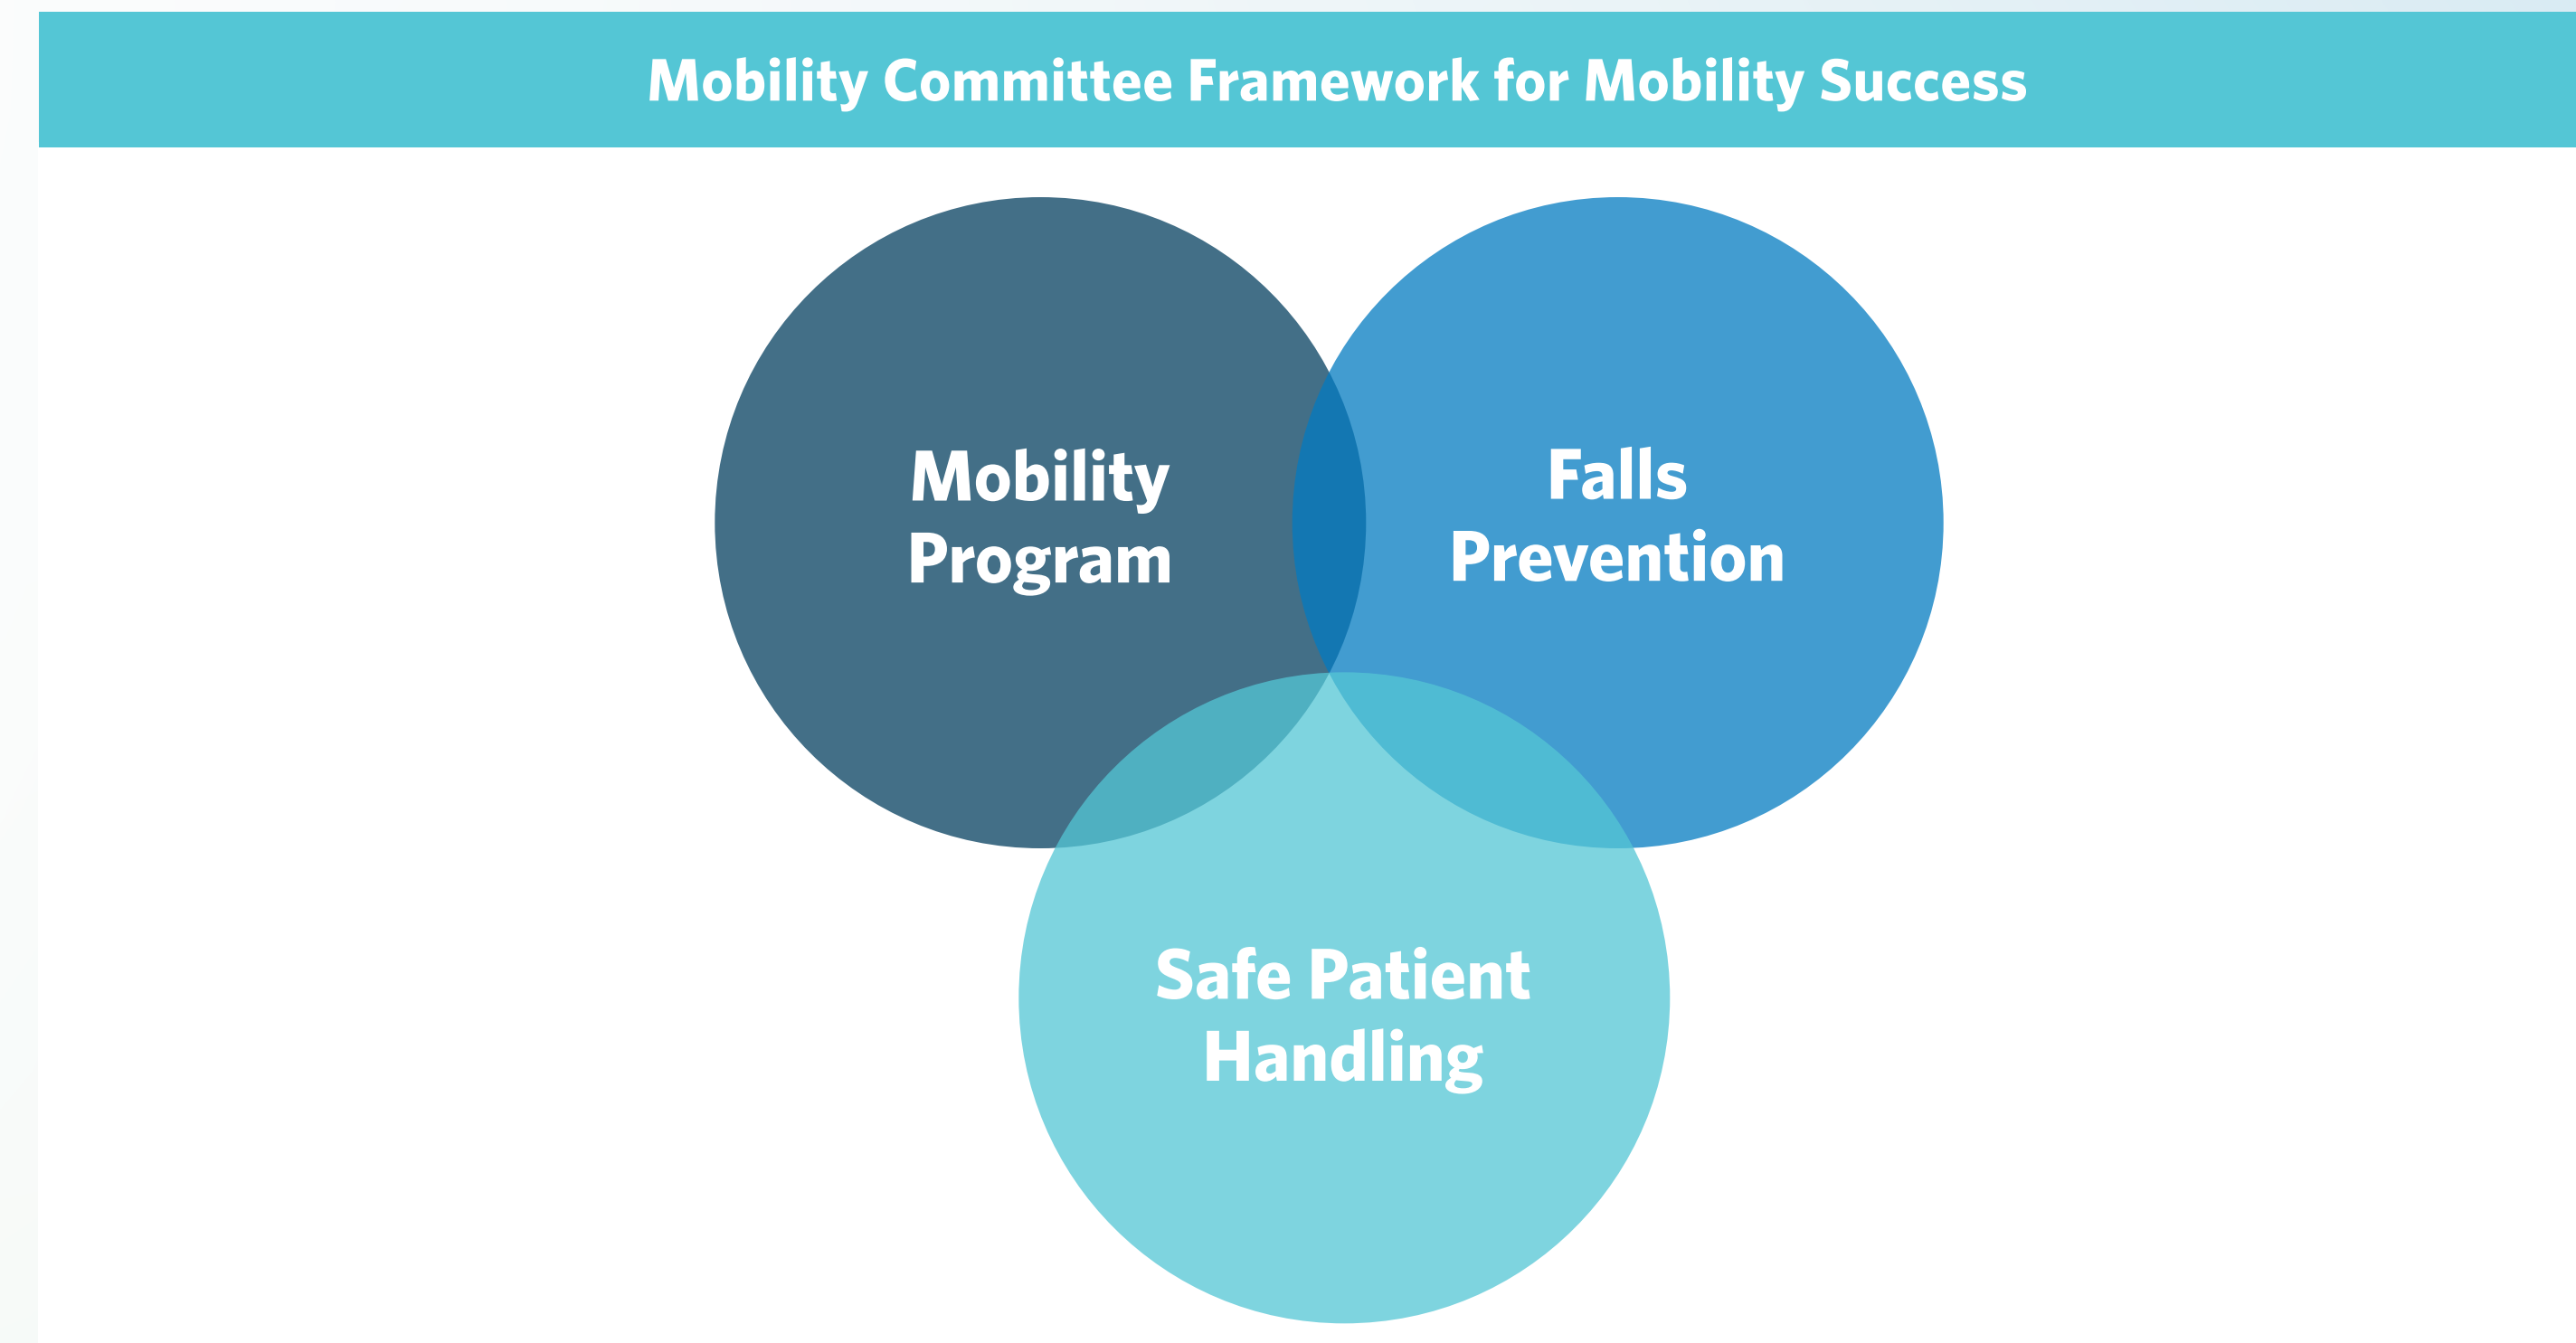 Mobility Committee Framework for Mobility Success
Mobility
Program
Falls
Prevention
Safe Patient
Handling